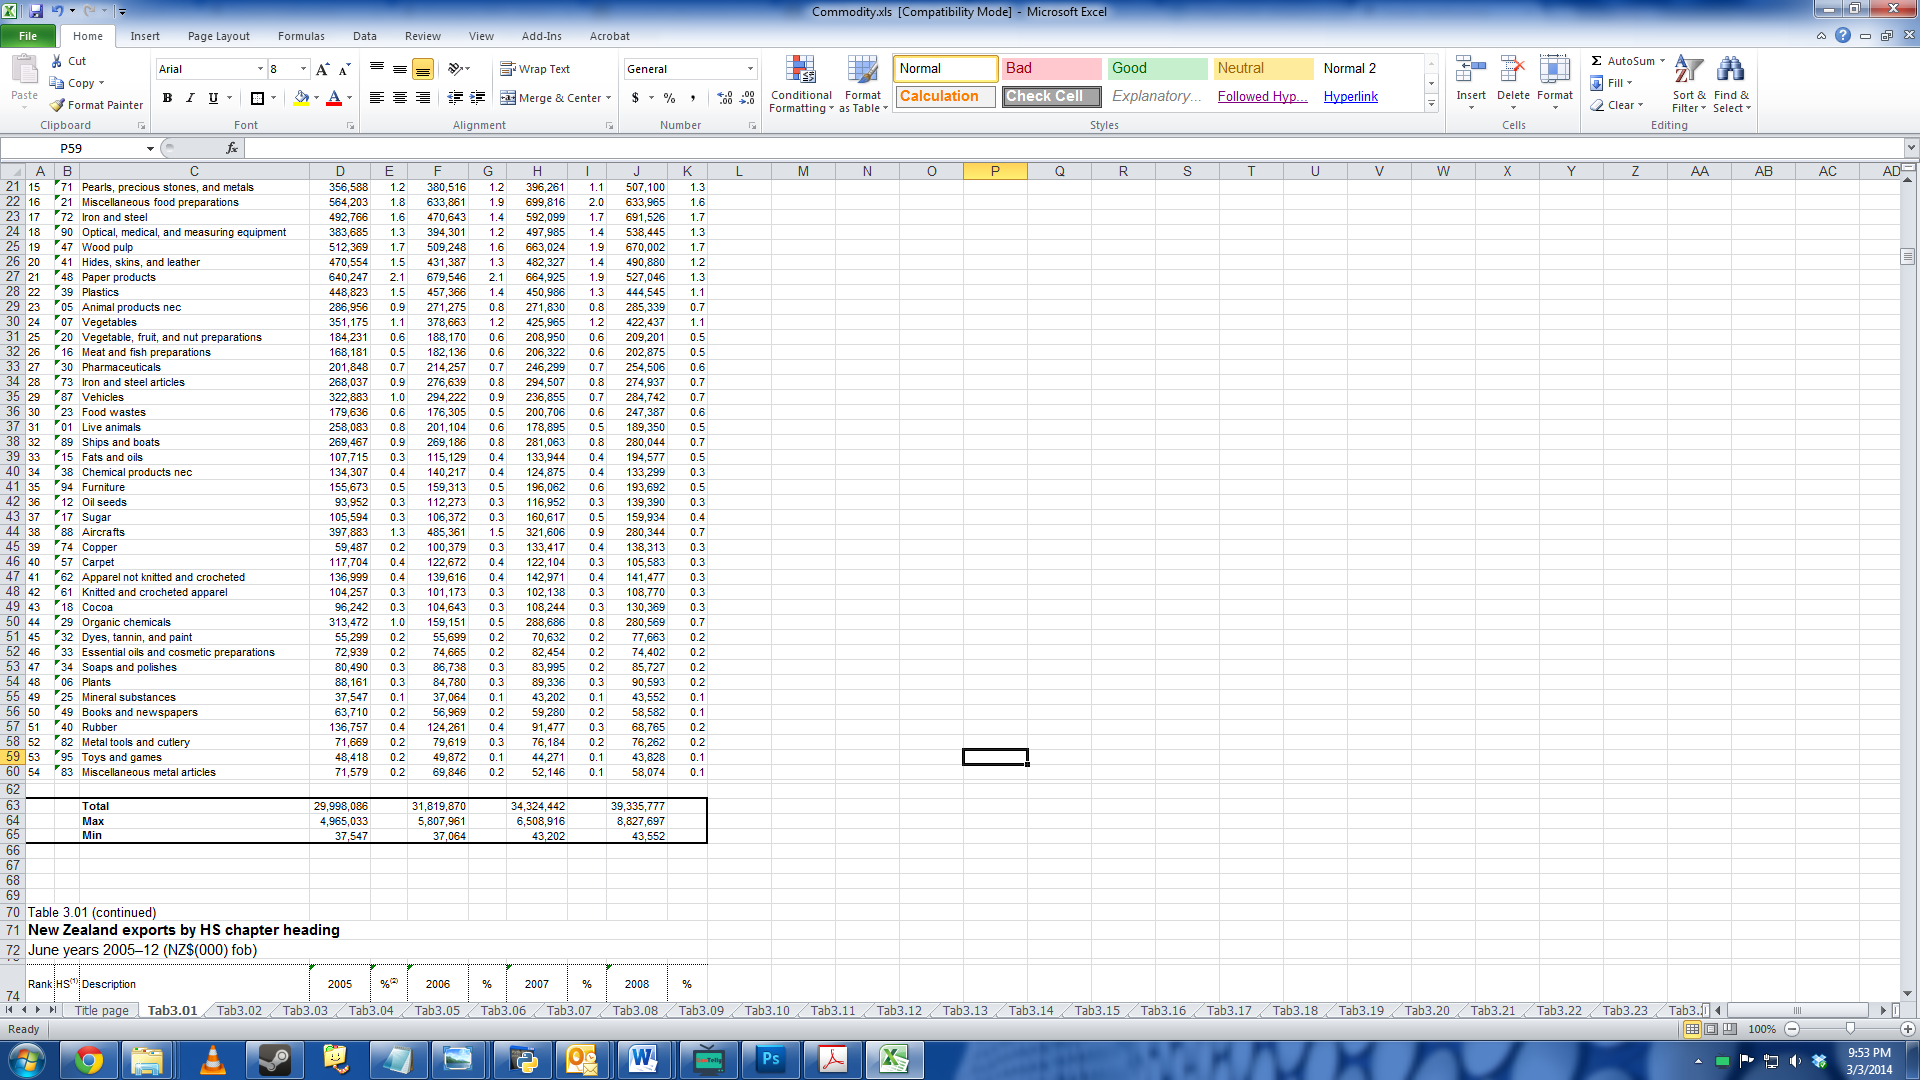 Commodity.xls [Compatibility Mode] - Microsoft Excel
File Home Insert Page Layout Formulas Data Review View Add-Ins Acrobat
Paste Cut Copy Format Painter Clipboard
Arial 8 A A B I U A Font
Wrap Text Merge & Center Alignment
General $ % , Number
Conditional Formatting Format as Table
Normal Bad Good Neutral Normal 2
Calculation Check Cell Explanatory... Followed Hyp... Hyperlink
Styles
Insert Delete Format Cells
Σ AutoSum Fill Clear Sort & Filter Find & Select Editing
P59 fx
A B C D E F G H I J K L M N O P Q R S T U V W X Y Z AA AB AC AD
21 15 71 Pearls, precious stones, and metals 356,588 1.2 380,516 1.2 396,261 1.1 507,100 1.3
22 16 21 Miscellaneous food preparations 564,203 1.8 633,861 1.9 699,816 2.0 633,965 1.6
23 17 72 Iron and steel 492,766 1.6 470,643 1.4 592,099 1.7 691,526 1.7
24 18 90 Optical, medical, and measuring equipment 383,685 1.3 394,301 1.2 497,985 1.4 538,445 1.3
25 19 47 Wood pulp 512,369 1.7 509,248 1.6 663,024 1.9 670,002 1.7
26 20 41 Hides, skins, and leather 470,554 1.5 431,387 1.3 482,327 1.4 490,880 1.2
27 21 48 Paper products 640,247 2.1 679,546 2.1 664,925 1.9 527,046 1.3
28 22 39 Plastics 448,823 1.5 457,366 1.4 450,986 1.3 444,545 1.1
29 23 05 Animal products nec 286,956 0.9 271,275 0.8 271,830 0.8 285,339 0.7
30 24 07 Vegetables 351,175 1.1 378,663 1.2 425,965 1.2 422,437 1.1
31 25 20 Vegetable, fruit, and nut preparations 184,231 0.6 188,170 0.6 208,950 0.6 209,201 0.5
32 26 16 Meat and fish preparations 168,181 0.5 182,136 0.6 206,322 0.6 202,875 0.5
33 27 30 Pharmaceuticals 201,848 0.7 214,257 0.7 246,299 0.7 254,506 0.6
34 28 73 Iron and steel articles 268,037 0.9 276,639 0.8 294,507 0.8 274,937 0.7
35 29 87 Vehicles 322,883 1.0 294,222 0.9 236,855 0.7 284,742 0.7
36 30 23 Food wastes 179,636 0.6 176,305 0.5 200,706 0.6 247,387 0.6
37 31 01 Live animals 258,083 0.8 201,104 0.6 178,895 0.5 189,350 0.5
38 32 89 Ships and boats 269,467 0.9 269,186 0.8 281,063 0.8 280,044 0.7
39 33 15 Fats and oils 107,715 0.3 115,129 0.4 133,944 0.4 194,577 0.5
40 34 38 Chemical products nec 134,307 0.4 140,217 0.4 124,875 0.4 133,299 0.3
41 35 94 Furniture 155,673 0.5 159,313 0.5 196,062 0.6 193,692 0.5
42 36 12 Oil seeds 93,952 0.3 112,273 0.3 116,952 0.3 139,390 0.3
43 37 17 Sugar 105,594 0.3 106,372 0.3 160,617 0.5 159,934 0.4
44 38 88 Aircrafts 397,883 1.3 485,361 1.5 321,606 0.9 280,344 0.7
45 39 74 Copper 59,487 0.2 100,379 0.3 133,417 0.4 138,313 0.3
46 40 57 Carpet 117,704 0.4 122,672 0.4 122,104 0.3 105,583 0.3
47 41 62 Apparel not knitted and crocheted 136,999 0.4 139,616 0.4 142,971 0.4 141,477 0.3
48 42 61 Knitted and crocheted apparel 104,257 0.3 101,173 0.3 102,138 0.3 108,770 0.3
49 43 18 Cocoa 96,242 0.3 104,643 0.3 108,244 0.3 130,369 0.3
50 44 29 Organic chemicals 313,472 1.0 159,151 0.5 288,686 0.8 280,569 0.7
51 45 32 Dyes, tannin, and paint 55,299 0.2 55,699 0.2 70,632 0.2 77,663 0.2
52 46 33 Essential oils and cosmetic preparations 72,939 0.2 74,665 0.2 82,454 0.2 74,402 0.2
53 47 34 Soaps and polishes 80,490 0.3 86,738 0.3 83,995 0.2 85,727 0.2
54 48 06 Plants 88,161 0.3 84,780 0.3 89,336 0.3 90,593 0.2
55 49 25 Mineral substances 37,547 0.1 37,064 0.1 43,202 0.1 43,552 0.1
56 50 49 Books and newspapers 63,710 0.2 56,969 0.2 59,280 0.2 58,582 0.1
57 51 40 Rubber 136,757 0.4 124,261 0.4 91,477 0.3 68,765 0.2
58 52 82 Metal tools and cutlery 71,669 0.2 79,619 0.3 76,184 0.2 76,262 0.2
59 53 95 Toys and games 48,418 0.2 49,872 0.1 44,271 0.1 43,828 0.1
60 54 83 Miscellaneous metal articles 71,579 0.2 69,846 0.2 52,146 0.1 58,074 0.1
62
63 Total 29,998,086 31,819,870 34,324,442 39,335,777
64 Max 4,965,033 5,807,961 6,508,916 8,827,697
65 Min 37,547 37,064 43,202 43,552
66
67
68
69
70 Table 3.01 (continued)
71 New Zealand exports by HS chapter heading
72 June years 2005–12 (NZ$(000) fob)
74 Rank HS(1) Description 2005 %(2) 2006 % 2007 % 2008 %
Title page Tab3.01 Tab3.02 Tab3.03 Tab3.04 Tab3.05 Tab3.06 Tab3.07 Tab3.08 Tab3.09 Tab3.10 Tab3.11 Tab3.12 Tab3.13 Tab3.14 Tab3.15 Tab3.16 Tab3.17 Tab3.18 Tab3.19 Tab3.20 Tab3.21 Tab3.22 Tab3.23 Tab3.
Ready 100%
Ps
9:53 PM
3/3/2014